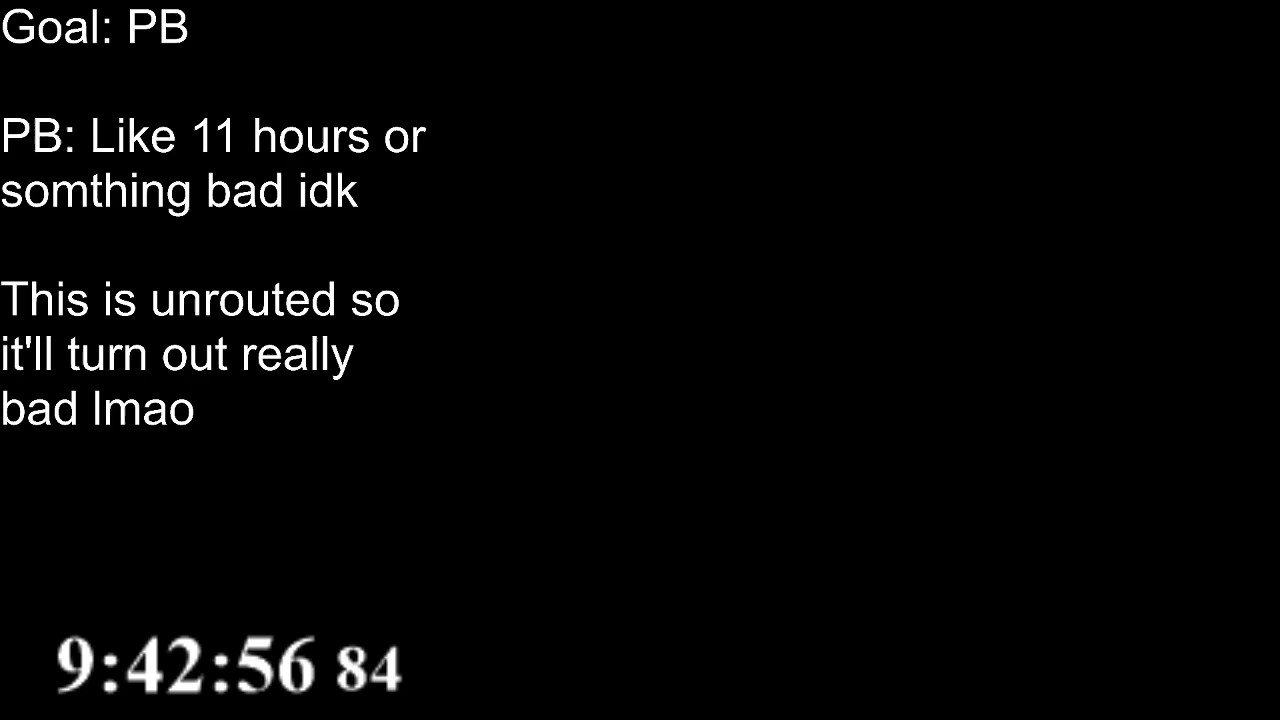 Goal: PB
PB: Like 11 hours or
somthing bad idk
This is unrouted so
it'll turn out really
bad lmao
9:42:56 84